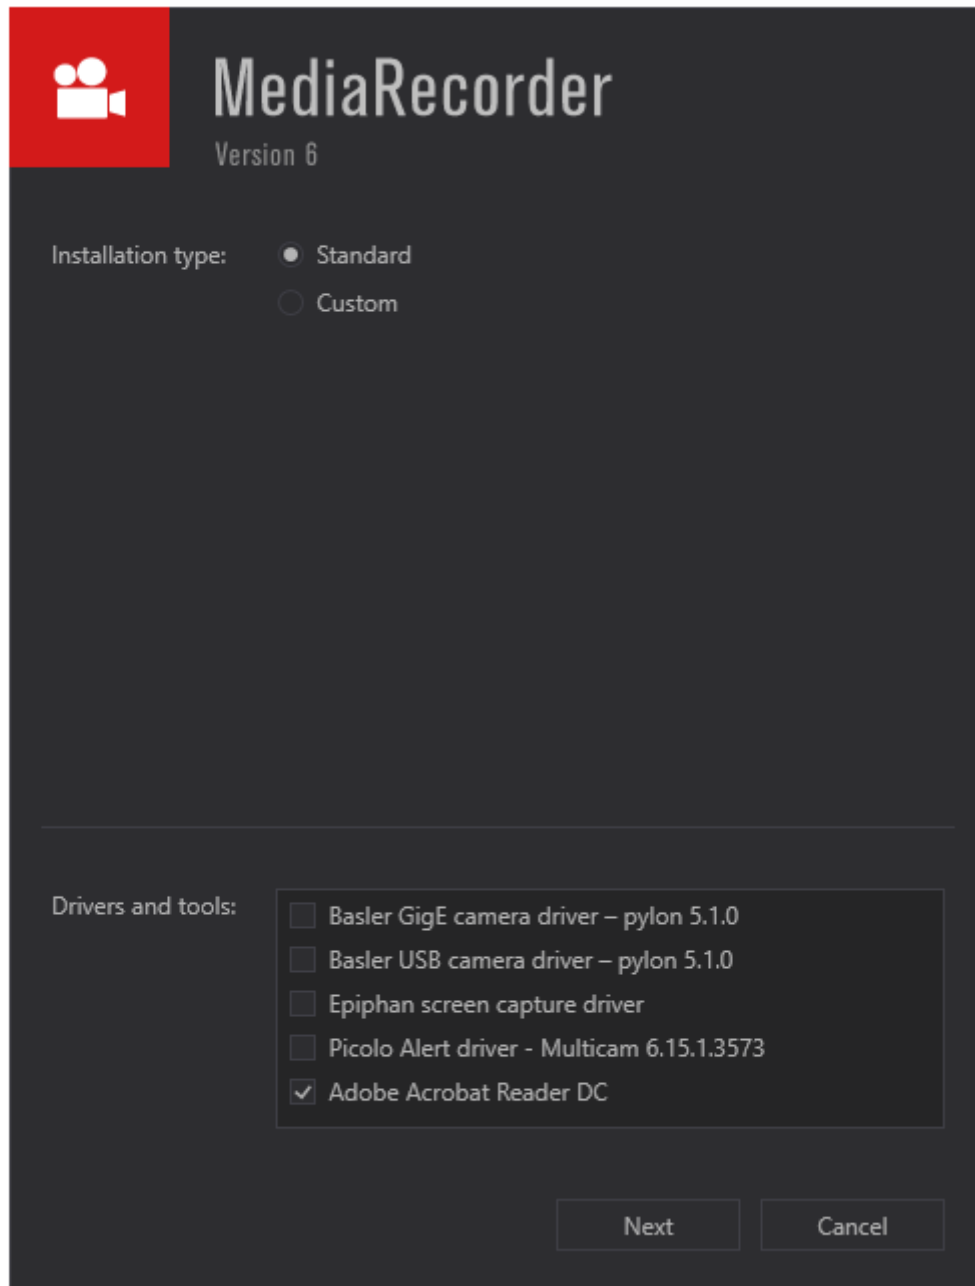 MediaRecorder
Version 6
Installation type:
Standard
Custom
Drivers and tools:
Basler GigE camera driver – pylon 5.1.0
Basler USB camera driver – pylon 5.1.0
Epiphan screen capture driver
Picolo Alert driver - Multicam 6.15.1.3573
Adobe Acrobat Reader DC
Next
Cancel